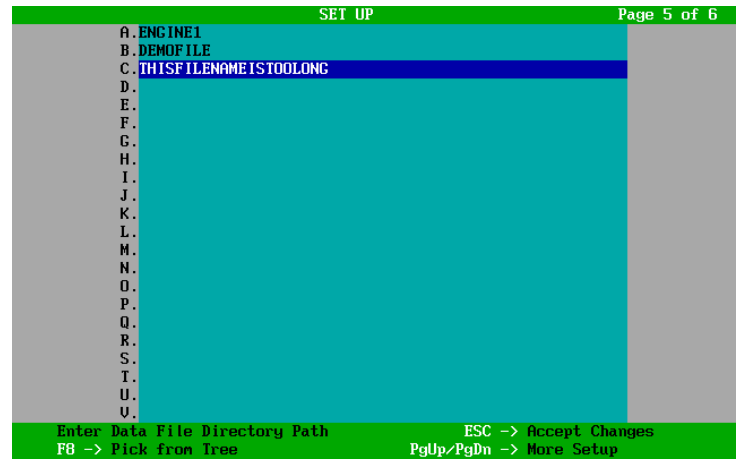 SET UP Page 5 of 6
A.ENGINE1
B.DEMOFILE
C.THISFILENAMEISTOOLONG
D.
E.
F.
G.
H.
I.
J.
K.
L.
M.
N.
O.
P.
Q.
R.
S.
T.
U.
V.
Enter Data File Directory Path ESC -> Accept Changes
F8 -> Pick from Tree PgUp/PgDn -> More Setup